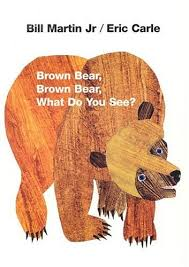 Bill Martin Jr / Eric Carle
Brown Bear,
Brown Bear,
What Do You See?